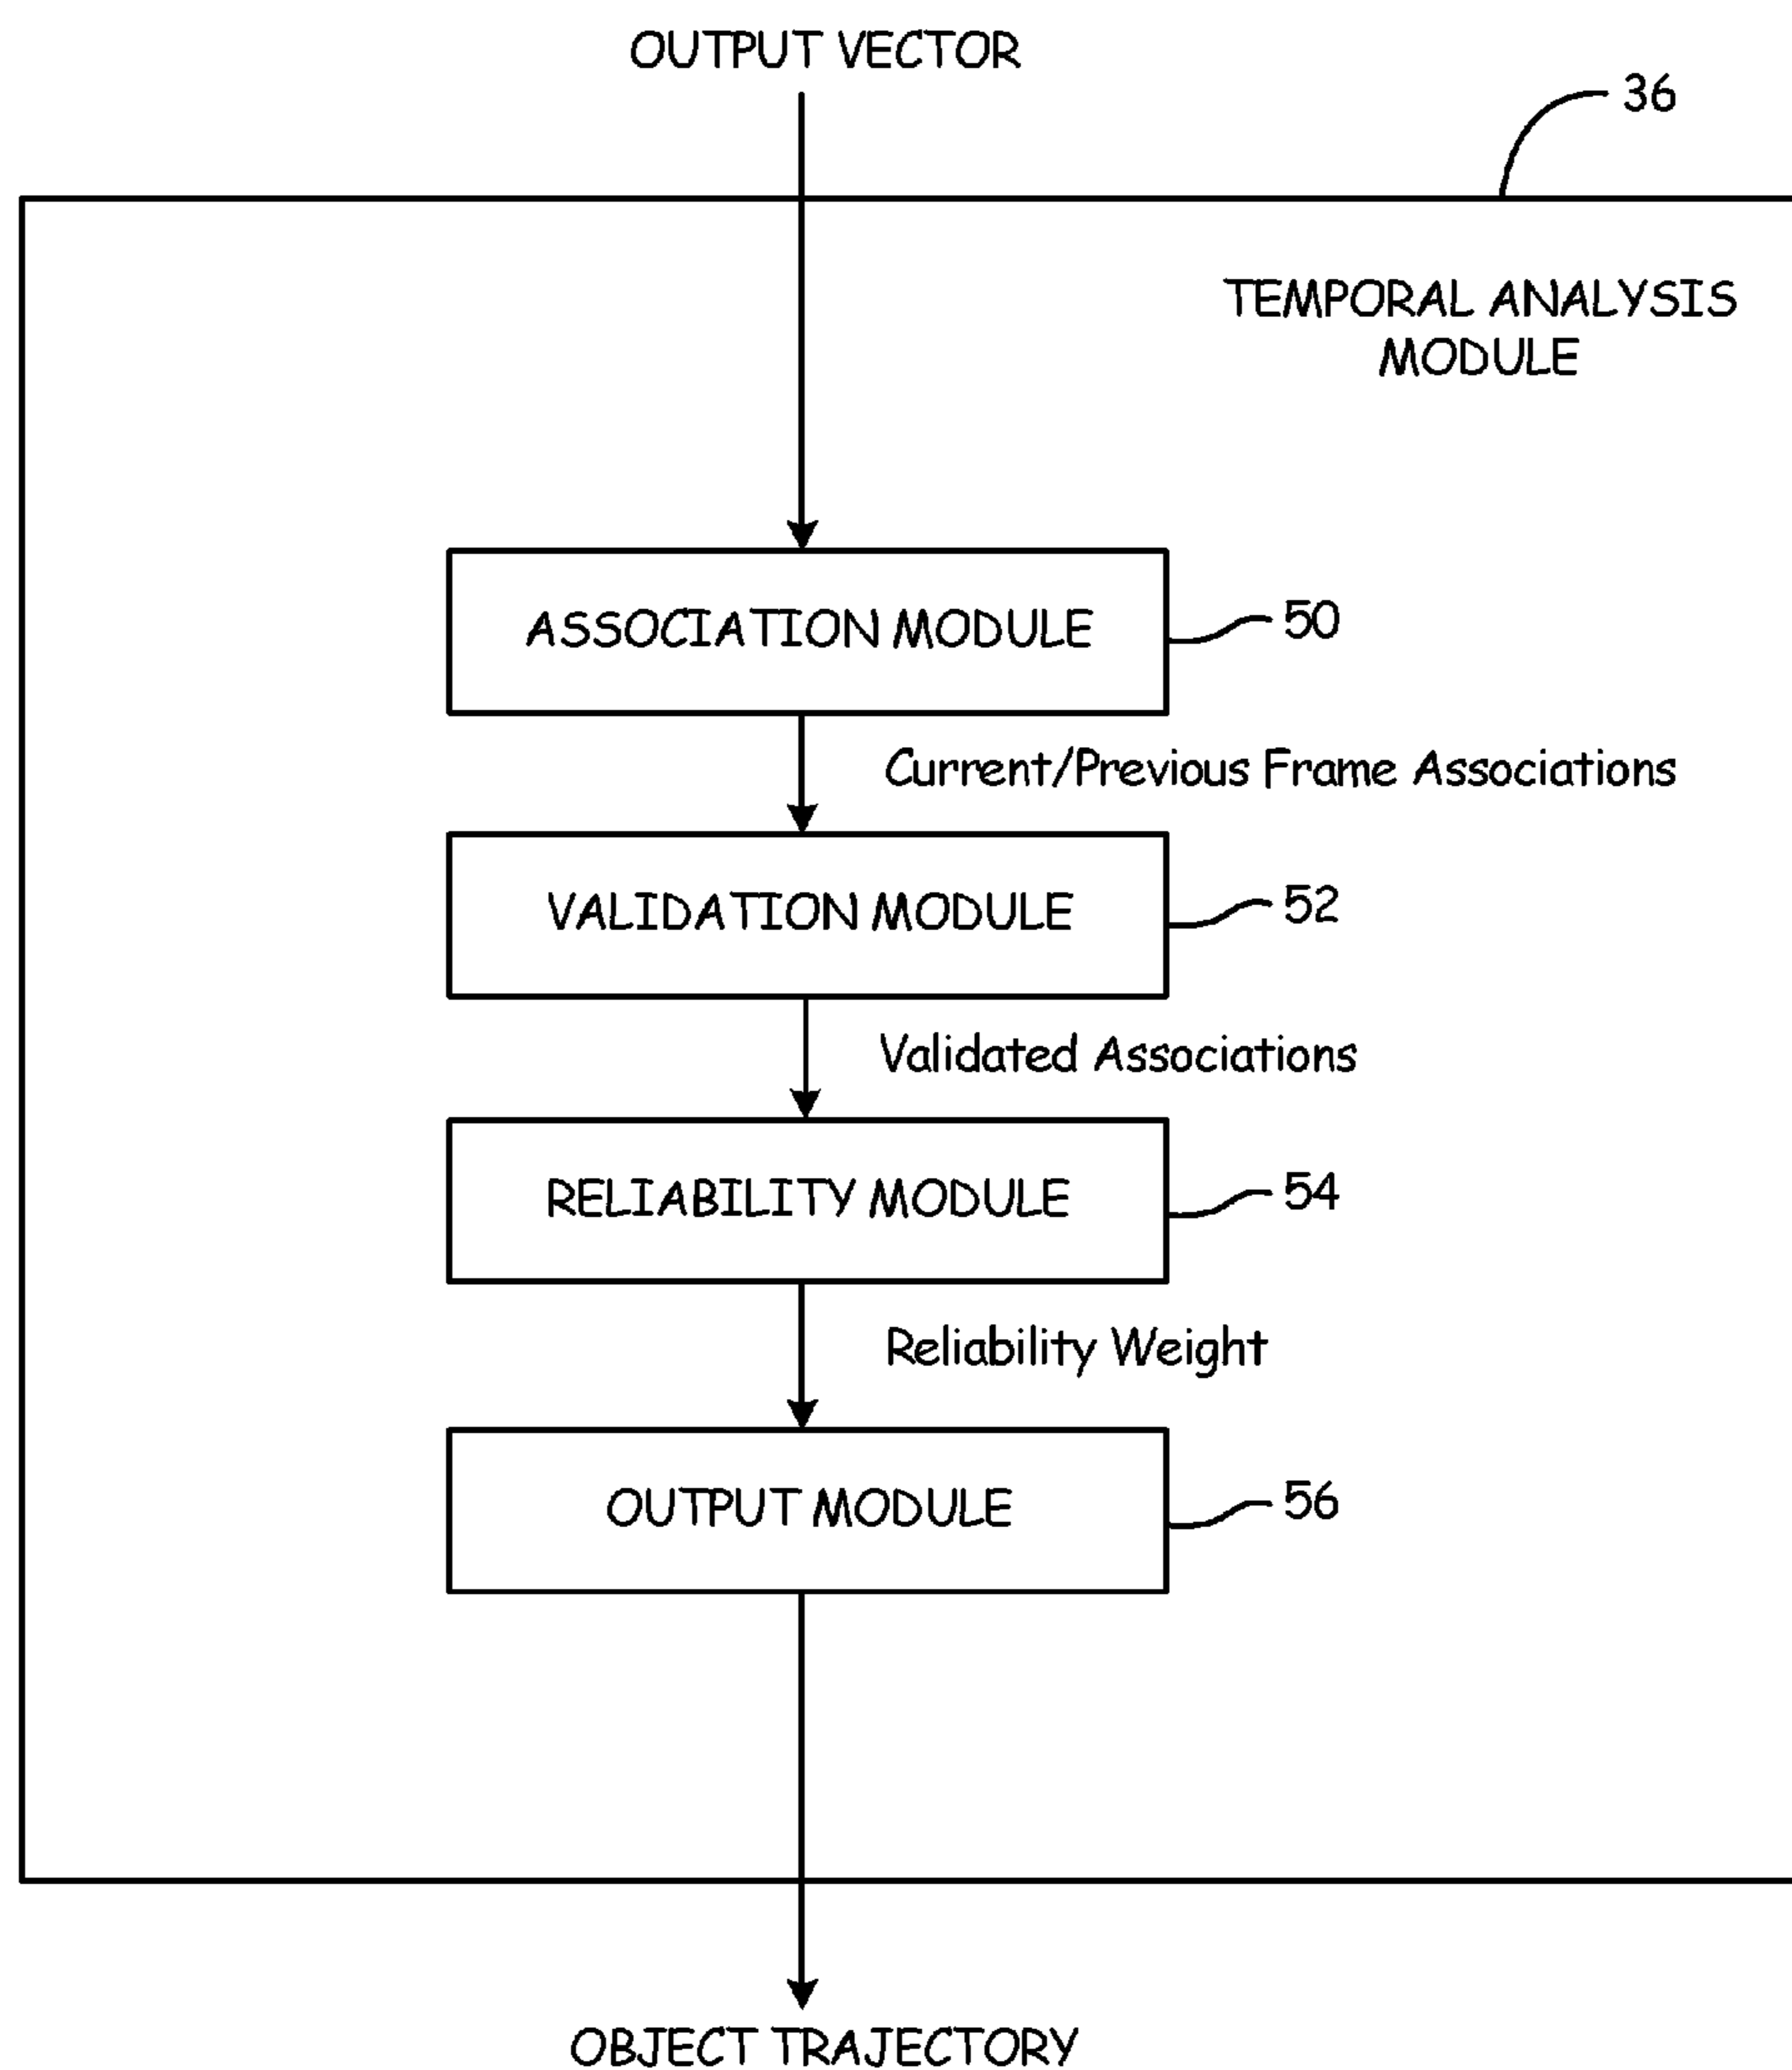 OUTPUT VECTOR
36
TEMPORAL ANALYSIS
MODULE
ASSOCIATION MODULE
50
Current/Previous Frame Associations
VALIDATION MODULE
52
Validated Associations
RELIABILITY MODULE
54
Reliability Weight
OUTPUT MODULE
56
OBJECT TRAJECTORY